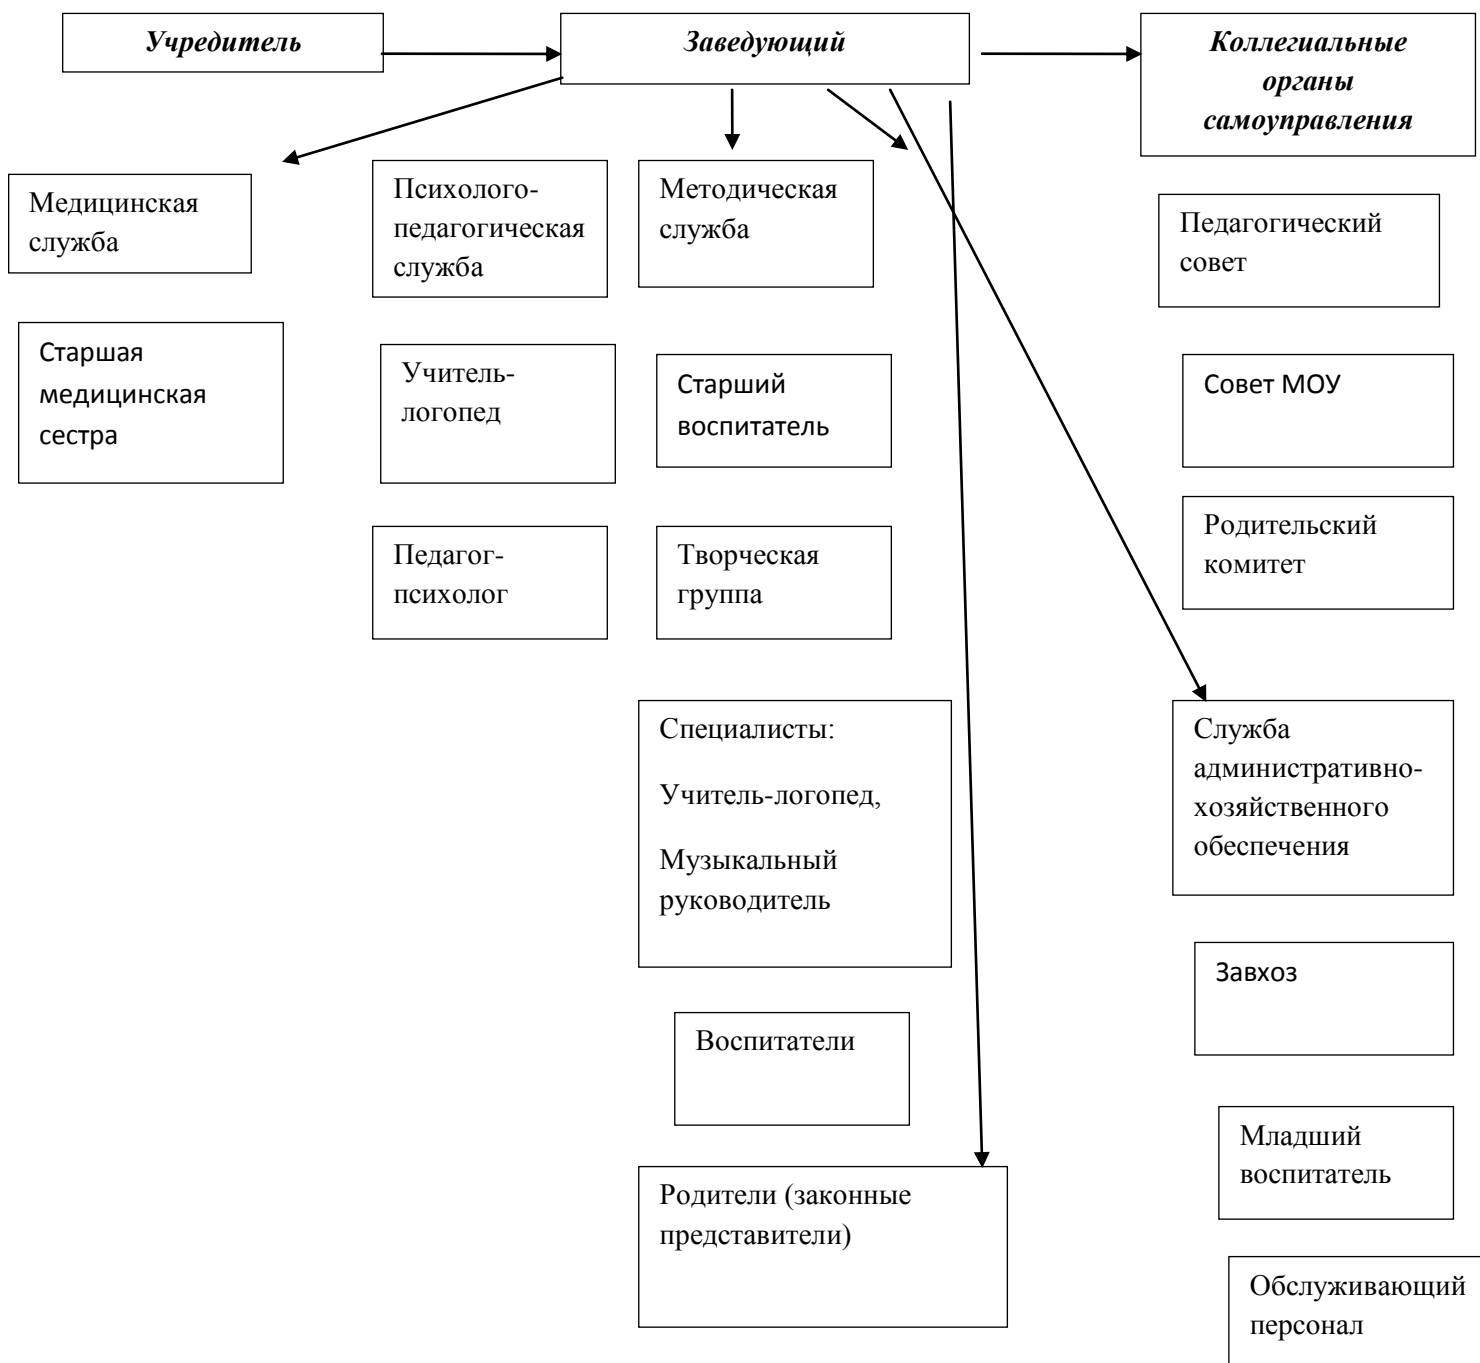 Учредитель
Заведующий
Коллегиальные
органы
самоуправления
Медицинская
служба
Психолого-
педагогическая
служба
Методическая
служба
Педагогический
совет
Старшая
медицинская
сестра
Учитель-
логопед
Старший
воспитатель
Совет МОУ
Педагог-
психолог
Творческая
группа
Родительский
комитет
Специалисты:
Учитель-логопед,
Музыкальный
руководитель
Служба
административно-
хозяйственного
обеспечения
Завхоз
Воспитатели
Младший
воспитатель
Родители (законные
представители)
Обслуживающий
персонал